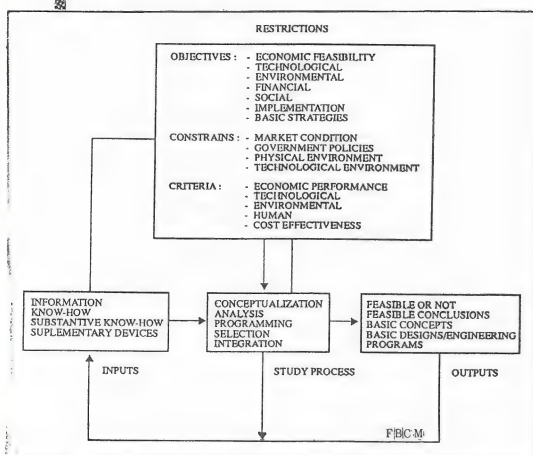 RESTRICTIONS
OBJECTIVES : - ECONOMIC FEASIBILITY
- TECHNOLOGICAL
- ENVIRONMENTAL
- FINANCIAL
- SOCIAL
- IMPLEMENTATION
- BASIC STRATEGIES
CONSTRAINS : - MARKET CONDITION
- GOVERNMENT POLICIES
- PHYSICAL ENVIRONMENT
- TECHNOLOGICAL ENVIRONMENT
CRITERIA : - ECONOMIC PERFORMANCE
- TECHNOLOGICAL
- ENVIRONMENTAL
- HUMAN
- COST EFFECTIVENESS
INFORMATION
KNOW-HOW
SUBSTANTIVE KNOW-HOW
SUPLEMENTARY DEVICES
INPUTS
CONCEPTUALIZATION
ANALYSIS
PROGRAMMING
SELECTION
INTEGRATION
STUDY PROCESS
FEASIBLE OR NOT
FEASIBLE CONCLUSIONS
BASIC CONCEPTS
BASIC DESIGNS/ENGINEERING
PROGRAMS
OUTPUTS
F|B|C|M